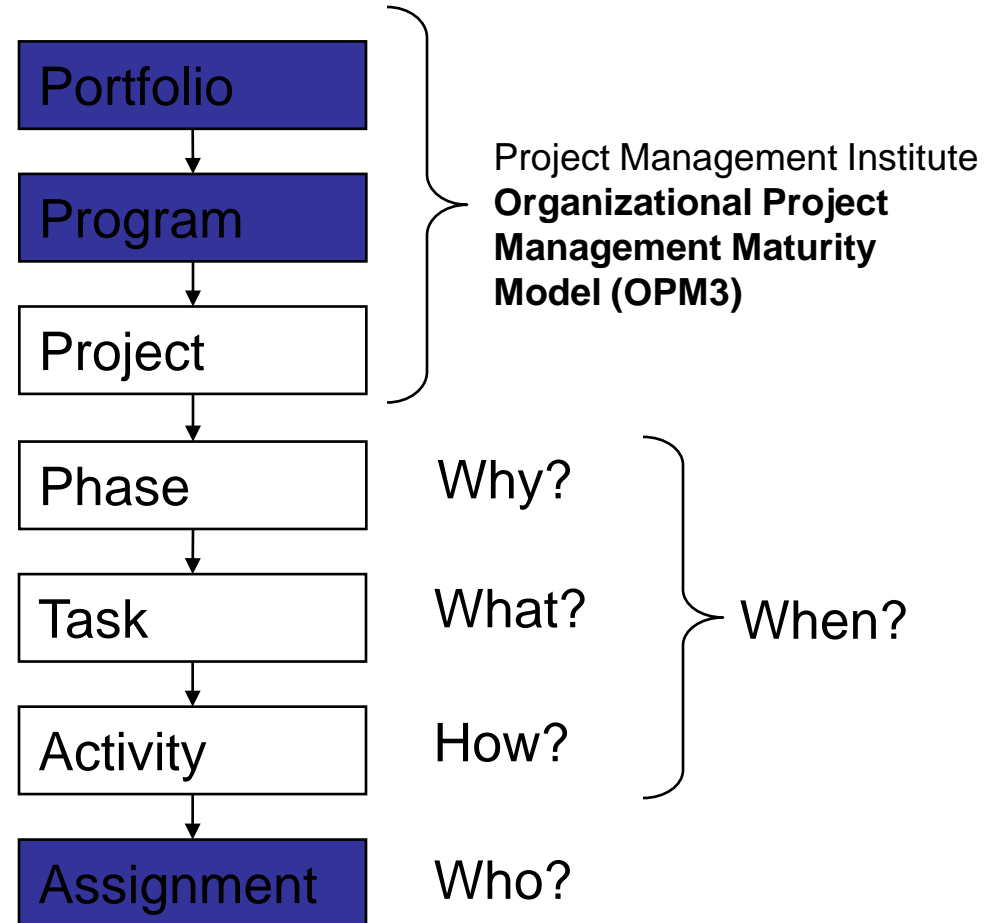 Portfolio
Program
Project Management Institute
Organizational Project
Management Maturity
Model (OPM3)
Project
Phase
Why?
Task
What?
When?
Activity
How?
Assignment
Who?